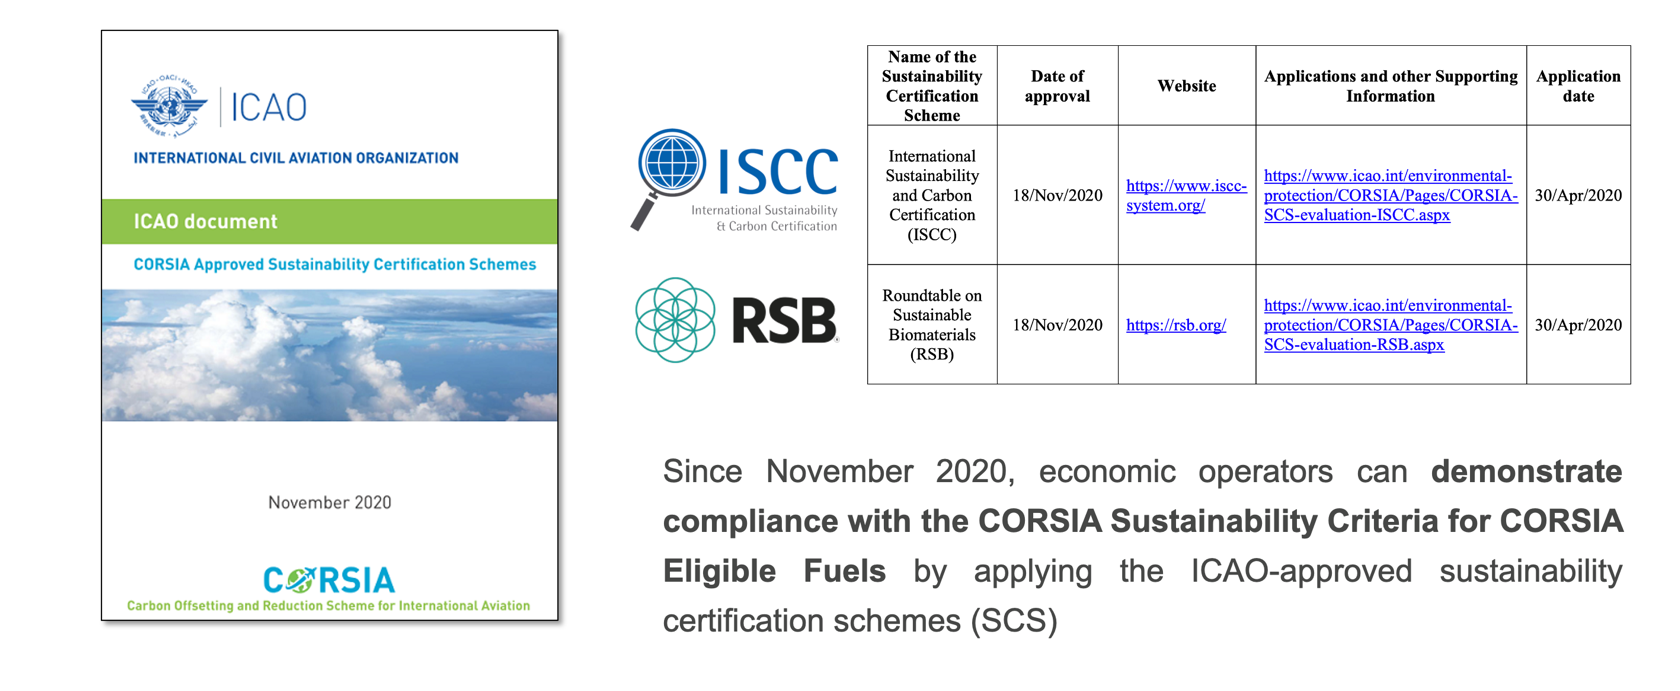 ICAO · OACI · ИКАО
ICAO
INTERNATIONAL CIVIL AVIATION ORGANIZATION
ICAO document
CORSIA Approved Sustainability Certification Schemes
November 2020
CORSIA
Carbon Offsetting and Reduction Scheme for International Aviation
ISCC
International Sustainability
& Carbon Certification
RSB
Name of the
Sustainability
Certification
Scheme
Date of
approval
Website
Applications and other Supporting
Information
Application
date
International
Sustainability
and Carbon
Certification
(ISCC)
18/Nov/2020
https://www.iscc-
system.org/
https://www.icao.int/environmental-
protection/CORSIA/Pages/CORSIA-
SCS-evaluation-ISCC.aspx
30/Apr/2020
Roundtable on
Sustainable
Biomaterials
(RSB)
18/Nov/2020
https://rsb.org/
https://www.icao.int/environmental-
protection/CORSIA/Pages/CORSIA-
SCS-evaluation-RSB.aspx
30/Apr/2020
Since November 2020, economic operators can demonstrate
compliance with the CORSIA Sustainability Criteria for CORSIA
Eligible Fuels by applying the ICAO-approved sustainability
certification schemes (SCS)